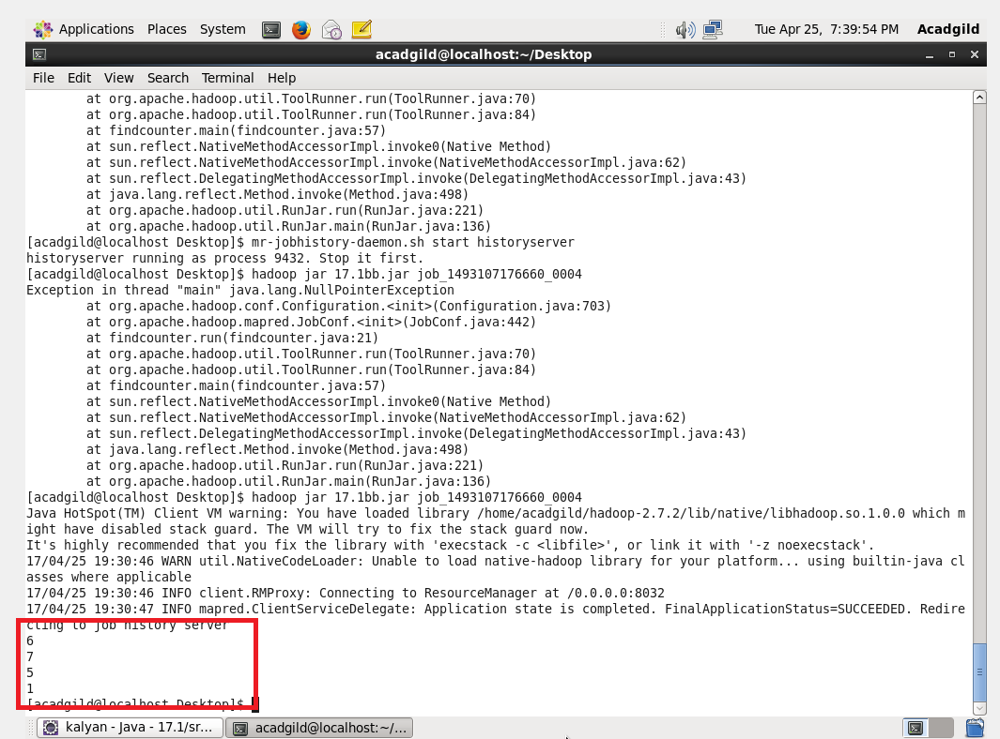 Applications Places System Tue Apr 25, 7:39:54 PM Acadgild
acadgild@localhost:~/Desktop
File Edit View Search Terminal Help
at org.apache.hadoop.util.ToolRunner.run(ToolRunner.java:70)
at org.apache.hadoop.util.ToolRunner.run(ToolRunner.java:84)
at findcounter.main(findcounter.java:57)
at sun.reflect.NativeMethodAccessorImpl.invoke0(Native Method)
at sun.reflect.NativeMethodAccessorImpl.invoke(NativeMethodAccessorImpl.java:62)
at sun.reflect.DelegatingMethodAccessorImpl.invoke(DelegatingMethodAccessorImpl.java:43)
at java.lang.reflect.Method.invoke(Method.java:498)
at org.apache.hadoop.util.RunJar.run(RunJar.java:221)
at org.apache.hadoop.util.RunJar.main(RunJar.java:136)
[acadgild@localhost Desktop]$ mr-jobhistory-daemon.sh start historyserver
historyserver running as process 9432. Stop it first.
[acadgild@localhost Desktop]$ hadoop jar 17.1bb.jar job_1493107176660_0004
Exception in thread "main" java.lang.NullPointerException
at org.apache.hadoop.conf.Configuration.<init>(Configuration.java:703)
at org.apache.hadoop.mapred.JobConf.<init>(JobConf.java:442)
at findcounter.run(findcounter.java:21)
at org.apache.hadoop.util.ToolRunner.run(ToolRunner.java:70)
at org.apache.hadoop.util.ToolRunner.run(ToolRunner.java:84)
at findcounter.main(findcounter.java:57)
at sun.reflect.NativeMethodAccessorImpl.invoke0(Native Method)
at sun.reflect.NativeMethodAccessorImpl.invoke(NativeMethodAccessorImpl.java:62)
at sun.reflect.DelegatingMethodAccessorImpl.invoke(DelegatingMethodAccessorImpl.java:43)
at java.lang.reflect.Method.invoke(Method.java:498)
at org.apache.hadoop.util.RunJar.run(RunJar.java:221)
at org.apache.hadoop.util.RunJar.main(RunJar.java:136)
[acadgild@localhost Desktop]$ hadoop jar 17.1bb.jar job_1493107176660_0004
Java HotSpot(TM) Client VM warning: You have loaded library /home/acadgild/hadoop-2.7.2/lib/native/libhadoop.so.1.0.0 which m
ight have disabled stack guard. The VM will try to fix the stack guard now.
It's highly recommended that you fix the library with 'execstack -c <libfile>', or link it with '-z noexecstack'.
17/04/25 19:30:46 WARN util.NativeCodeLoader: Unable to load native-hadoop library for your platform... using builtin-java cl
asses where applicable
17/04/25 19:30:46 INFO client.RMProxy: Connecting to ResourceManager at /0.0.0.0:8032
17/04/25 19:30:47 INFO mapred.ClientServiceDelegate: Application state is completed. FinalApplicationStatus=SUCCEEDED. Redire
cting to job history server
6
7
5
1
[acadgild@localhost Desktop]$
kalyan - Java - 17.1/sr... acadgild@localhost:~/...